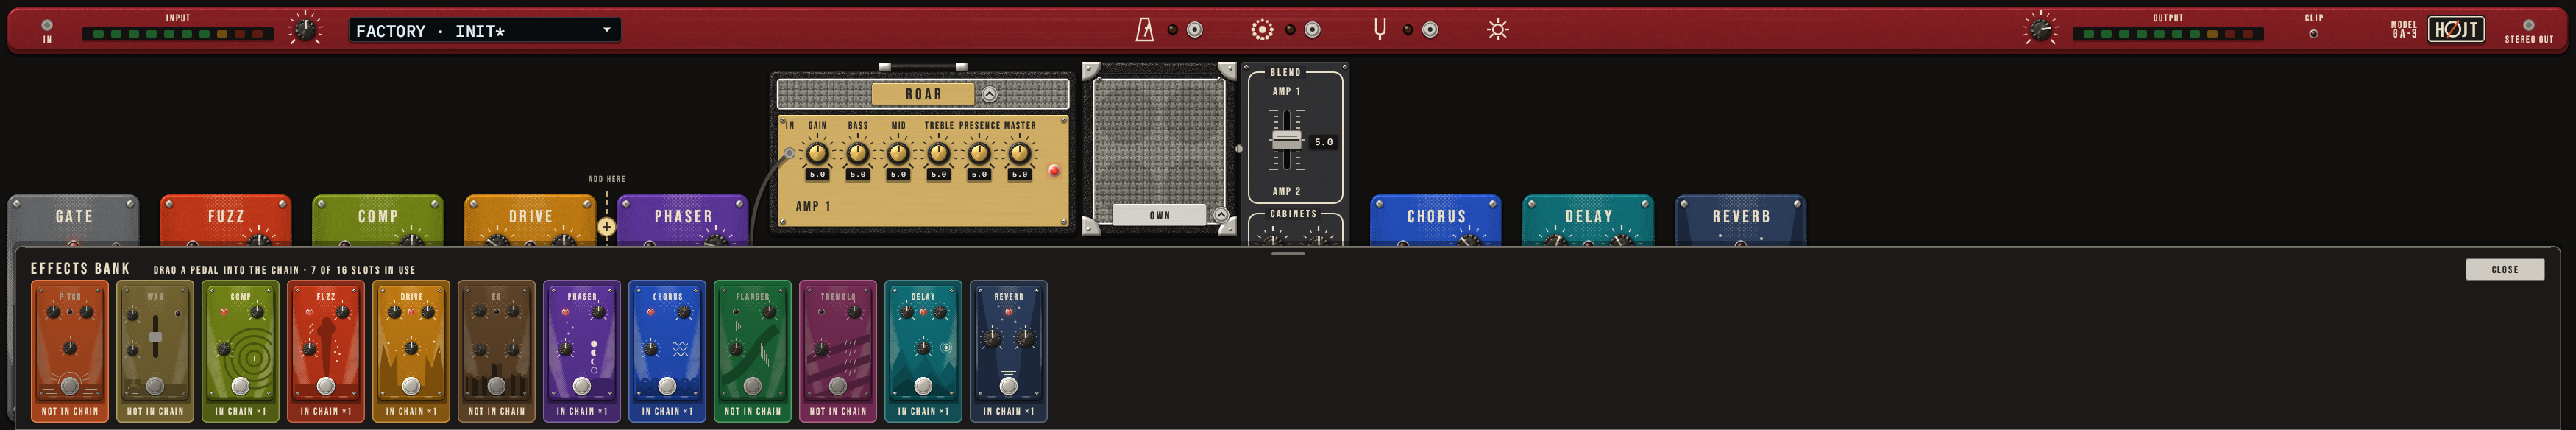 INPUT
IN
FACTORY · INIT*
OUTPUT
CLIP
MODEL
GA-3
HØJT
STEREO OUT
ROAR
IN GAIN BASS MID TREBLE PRESENCE MASTER
5.0 5.0 5.0 5.0 5.0 5.0
AMP 1
OWN
BLEND
AMP 1
5.0
AMP 2
CABINETS
ADD HERE
GATE
FUZZ
COMP
DRIVE
PHASER
CHORUS
DELAY
REVERB
EFFECTS BANK
DRAG A PEDAL INTO THE CHAIN · 7 OF 16 SLOTS IN USE
CLOSE
PITCH
WAH
COMP
FUZZ
DRIVE
EQ
PHASER
CHORUS
FLANGER
TREMOLO
DELAY
REVERB
NOT IN CHAIN
NOT IN CHAIN
IN CHAIN ×1
IN CHAIN ×1
IN CHAIN ×1
NOT IN CHAIN
IN CHAIN ×1
IN CHAIN ×1
NOT IN CHAIN
NOT IN CHAIN
IN CHAIN ×1
IN CHAIN ×1